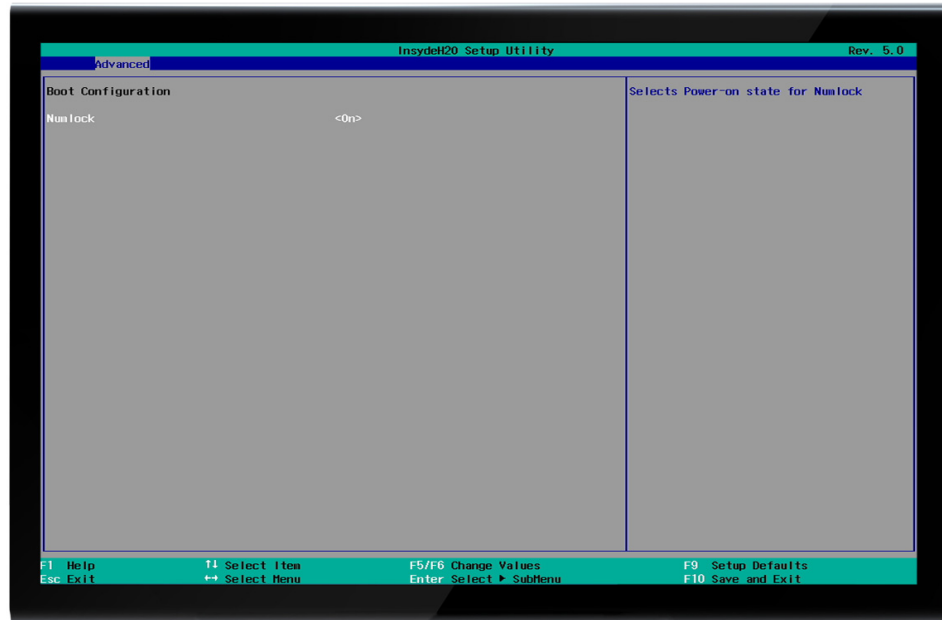 InsydeH20 Setup Utility Rev. 5.0
Advanced
Boot Configuration
Numlock <On>
Selects Power-on state for Numlock
F1 Help ↑↓ Select Item F5/F6 Change Values F9 Setup Defaults
Esc Exit ↔ Select Menu Enter Select ▶ SubMenu F10 Save and Exit